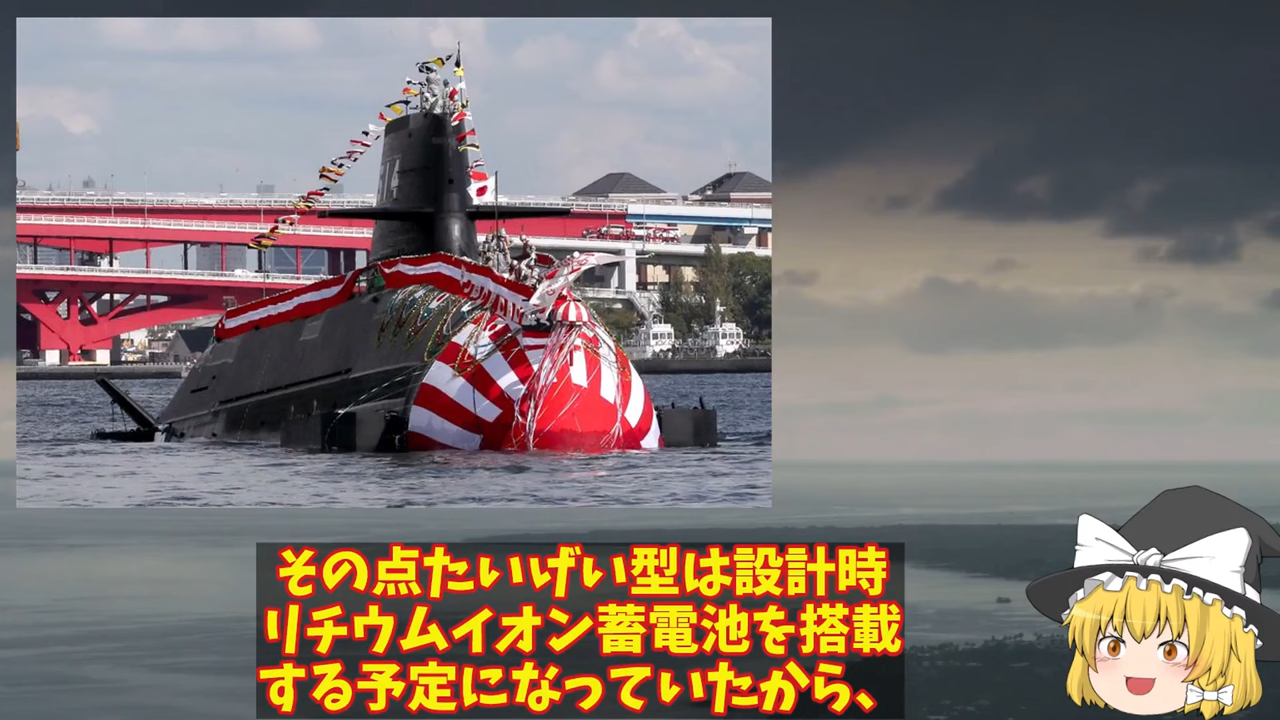 14
その点たいげい型は設計時
リチウムイオン蓄電池を搭載
する予定になっていたから、